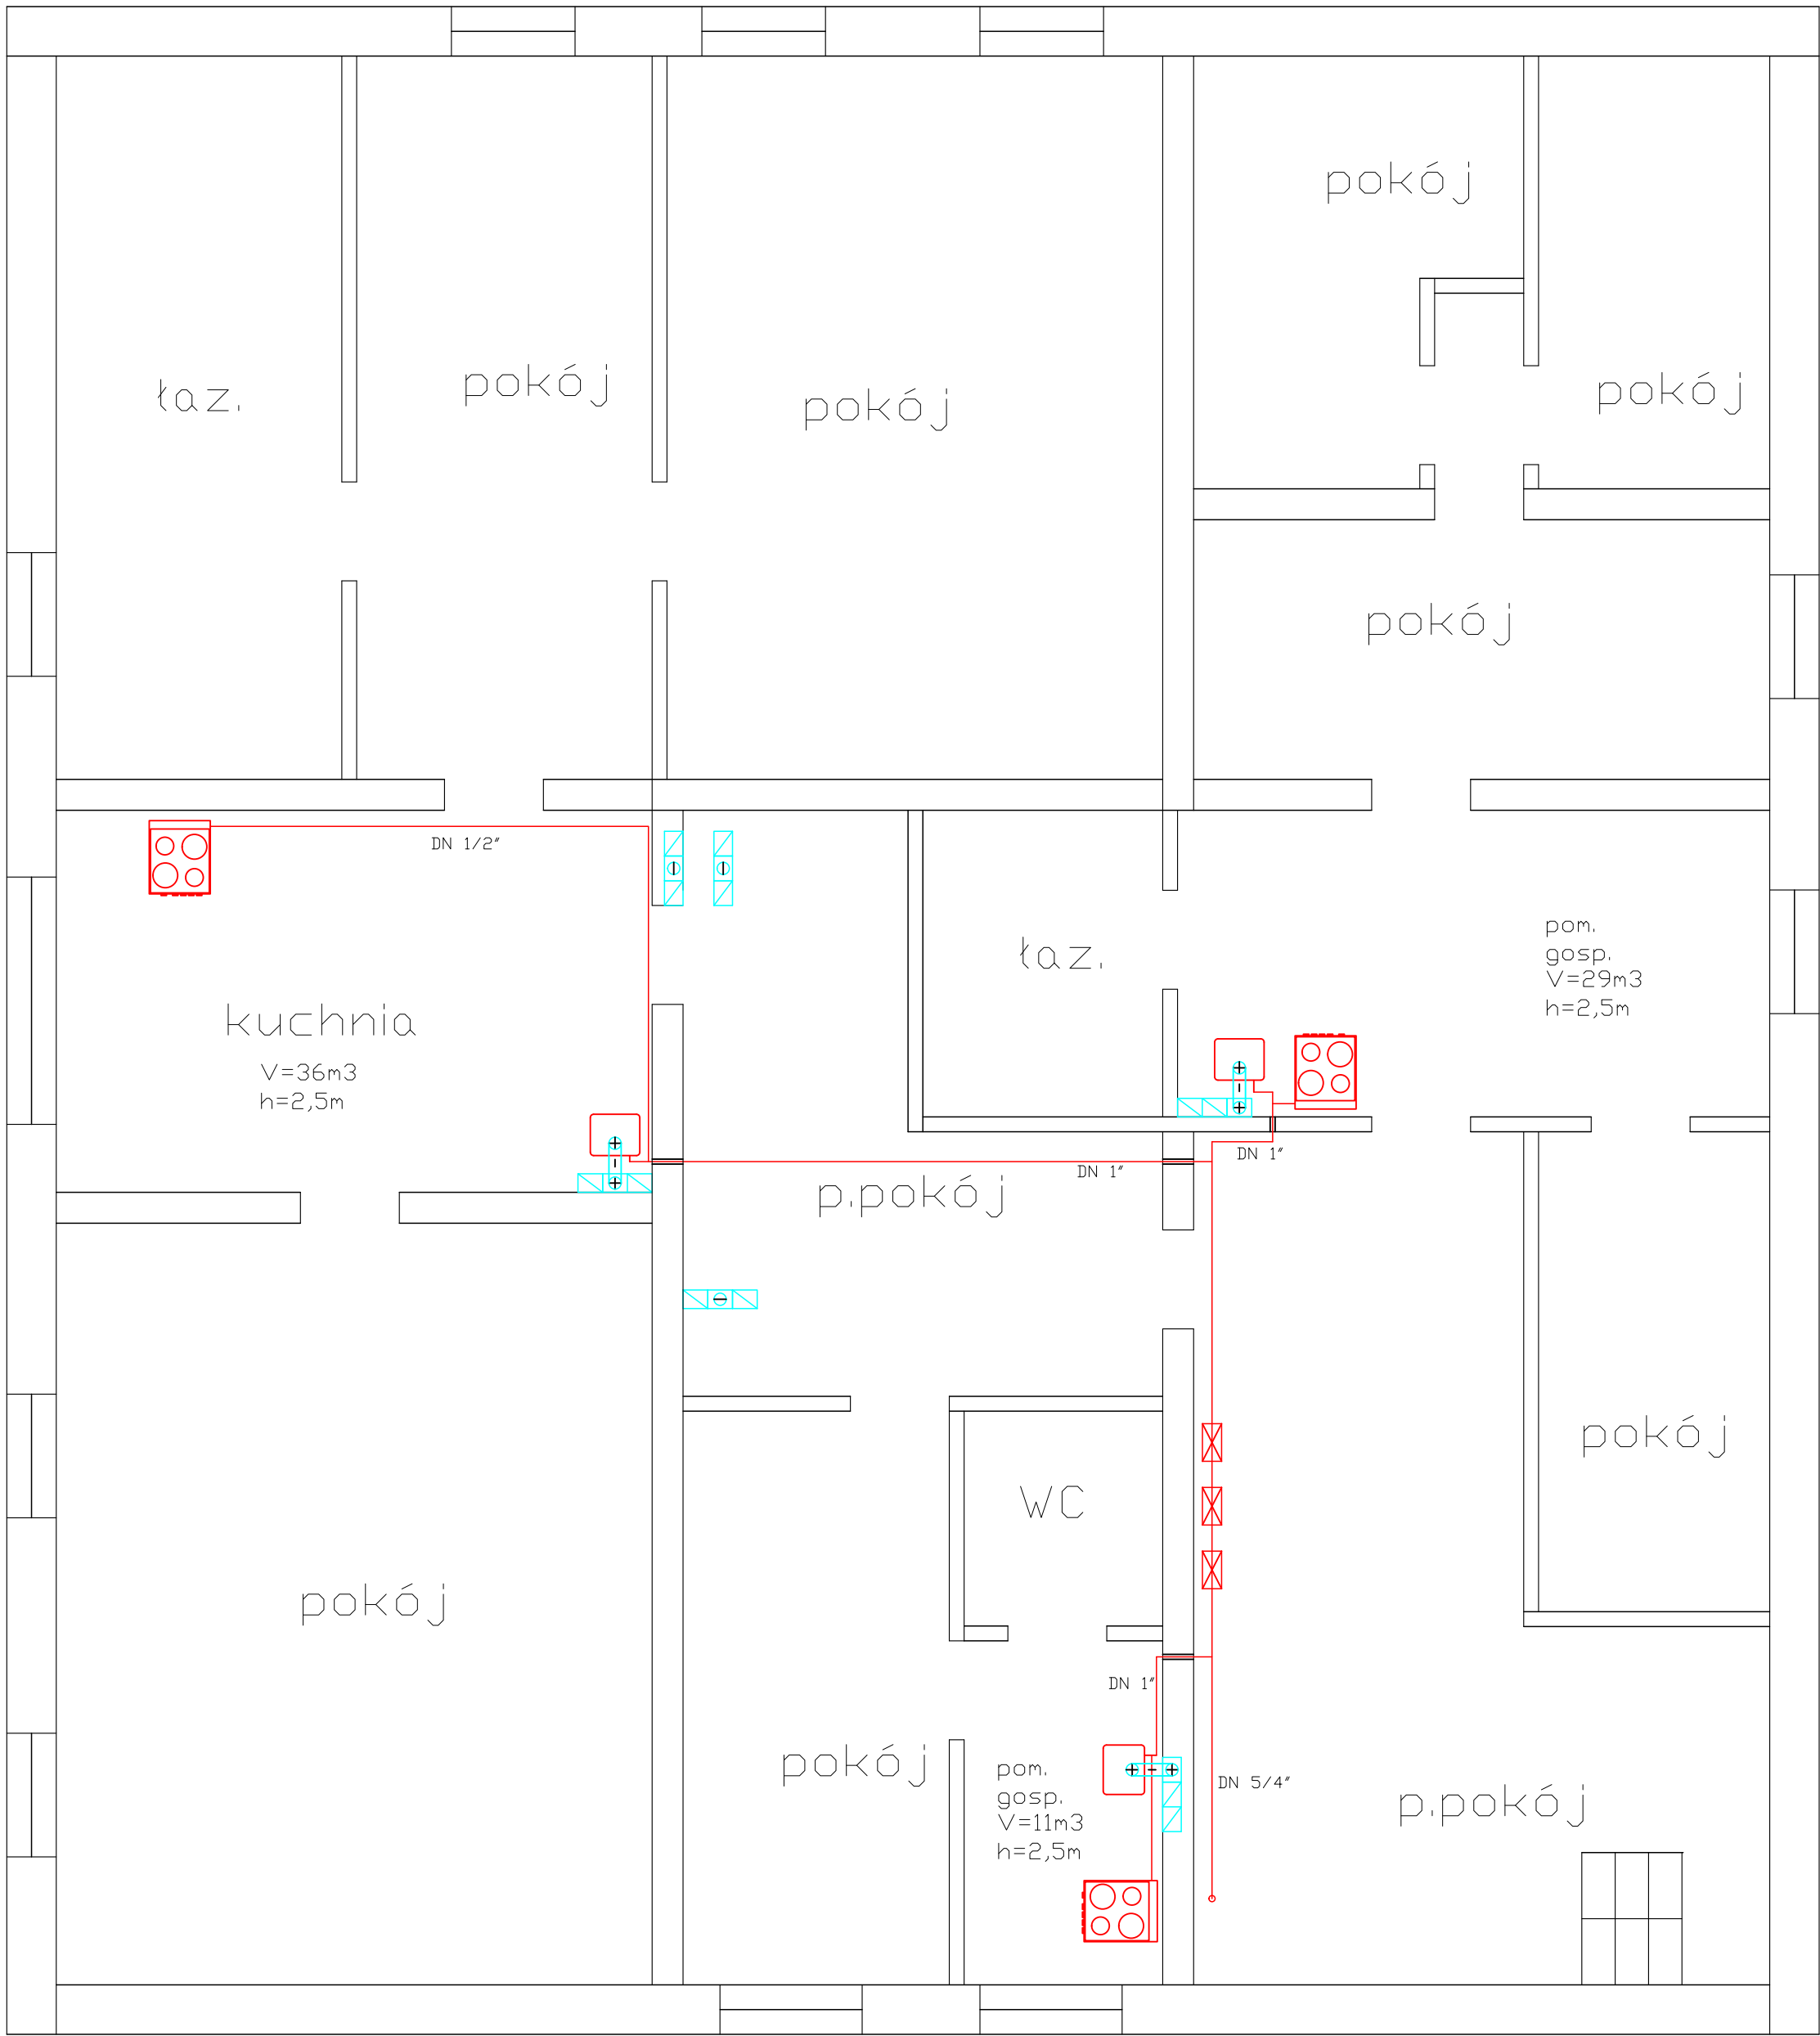 pokój
łaz.
pokój
pokój
pokój
pokój
DN 1/2"
łaz.
pom.
gosp.
V=29m3
h=2,5m
kuchnia
V=36m3
h=2,5m
DN 1"
DN 1"
p.pokój
pokój
WC
pokój
DN 1"
pokój
pom.
gosp.
V=11m3
h=2,5m
DN 5/4"
p.pokój